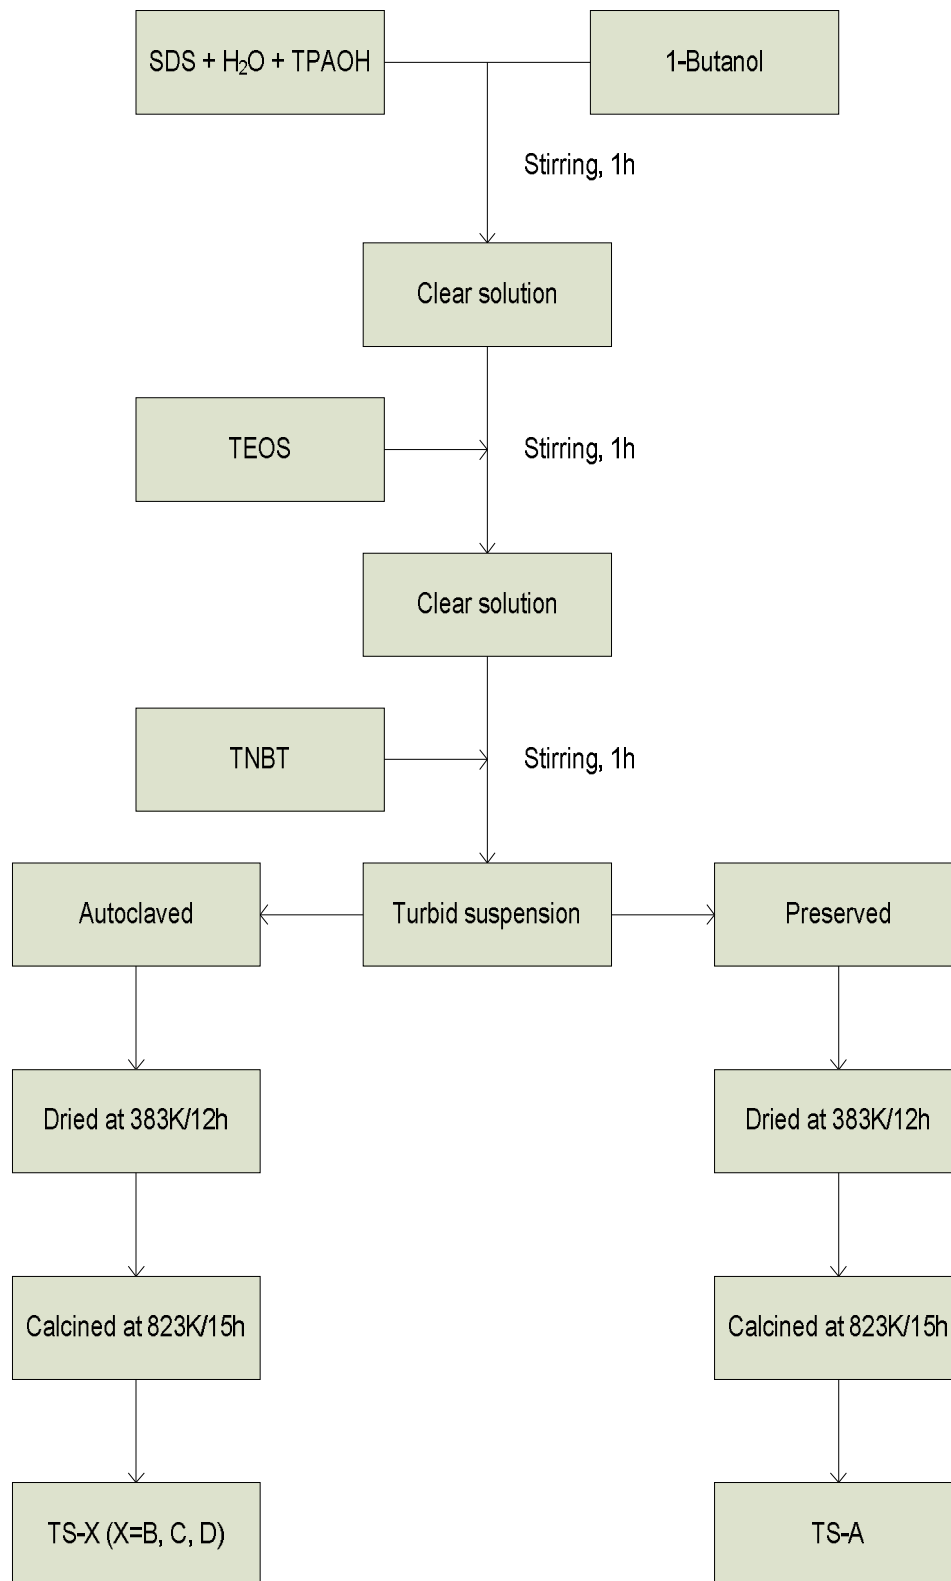 SDS + H₂O + TPAOH
1-Butanol
Stirring, 1h
Clear solution
TEOS
Stirring, 1h
Clear solution
TNBT
Stirring, 1h
Autoclaved
Turbid suspension
Preserved
Dried at 383K/12h
Dried at 383K/12h
Calcined at 823K/15h
Calcined at 823K/15h
TS-X (X=B, C, D)
TS-A